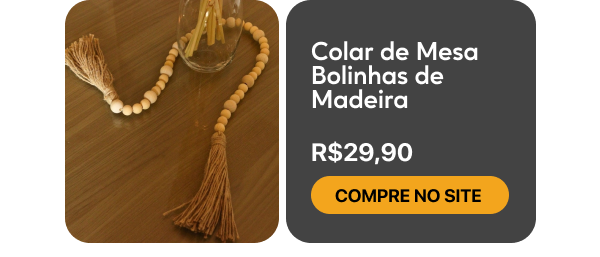 Colar de Mesa
Bolinhas de
Madeira
R$29,90
COMPRE NO SITE